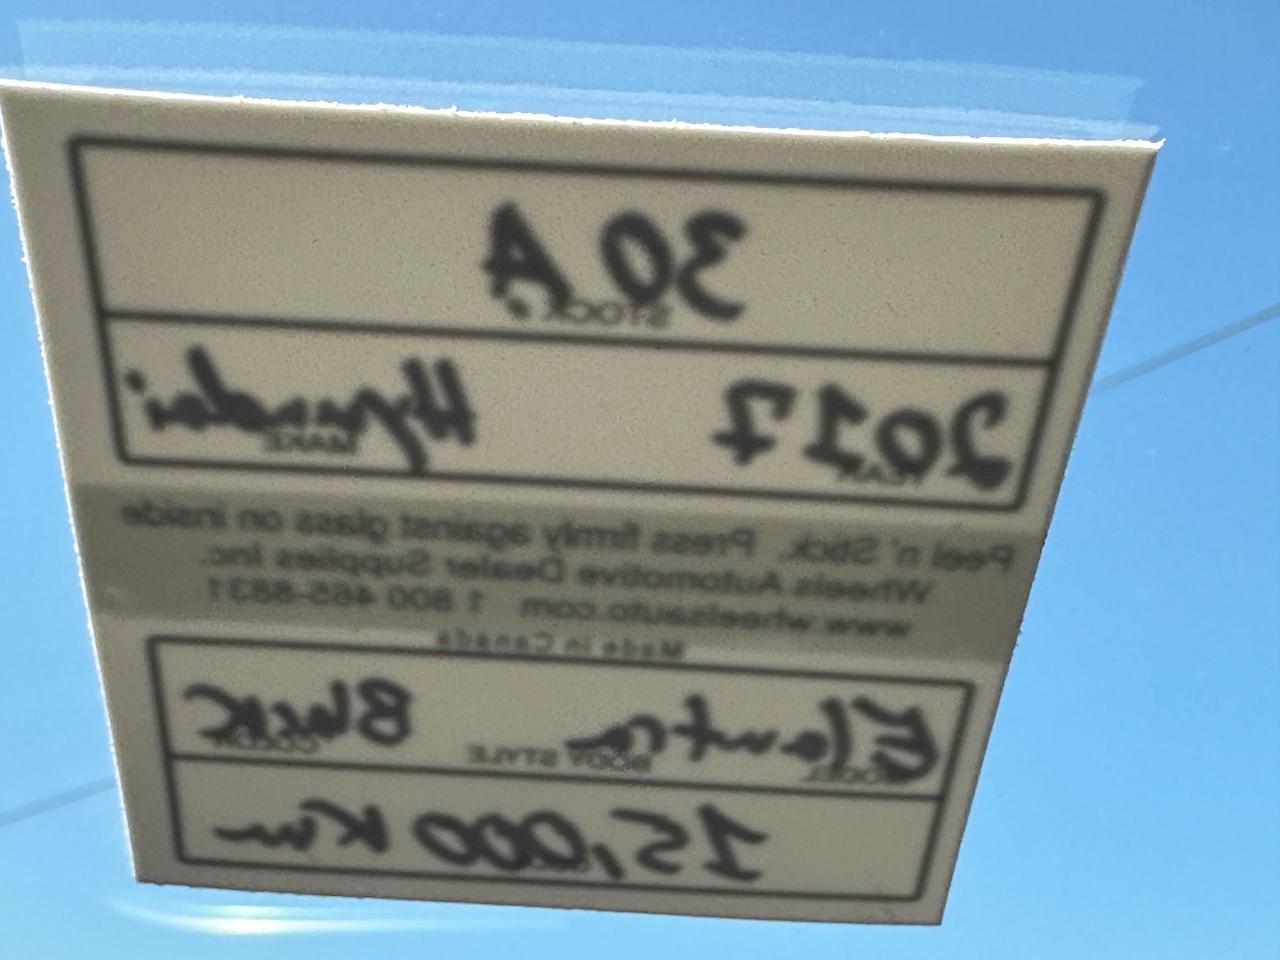 30A
STOCK #
2017 Hyundai
YEAR MAKE
Peel n' Stick. Press firmly against glass on inside
Wheels Automotive Dealer Supplies Inc.
www.wheelsauto.com 1 800 465-8831
Made in Canada
Elantra Black
MODEL BODY STYLE COLOR
15,000 Km